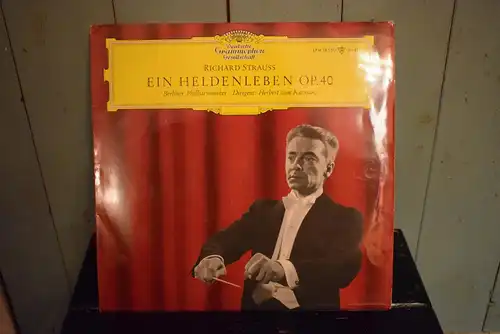 Deutsche
Grammophon
Gesellschaft
RICHARD STRAUSS
EIN HELDENLEBEN OP. 40
Berliner Philharmoniker · Dirigent: Herbert von Karajan